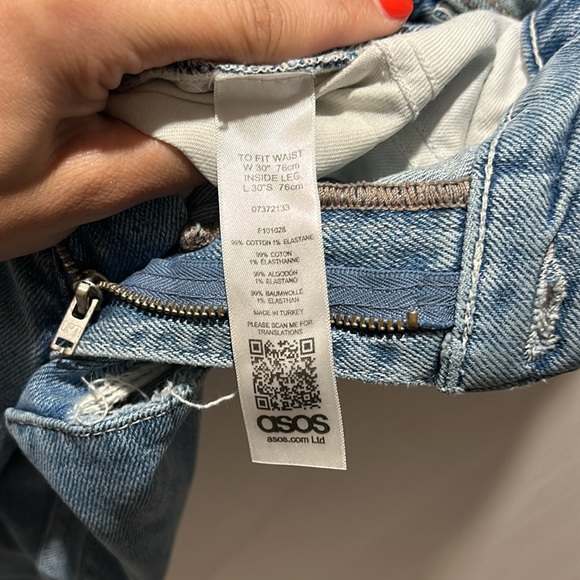 TO FIT WAIST
W 30" 76cm
INSIDE LEG
L 30"S 76cm
07372133
F101028
99% COTTON 1% ELASTANE
99% COTON
1% ÉLASTHANNE
99% ALGODÓN
1% ELASTANO
99% BAUMWOLLE
1% ELASTHAN
MADE IN TURKEY
PLEASE SCAN ME FOR
TRANSLATIONS
asos
asos.com Ltd